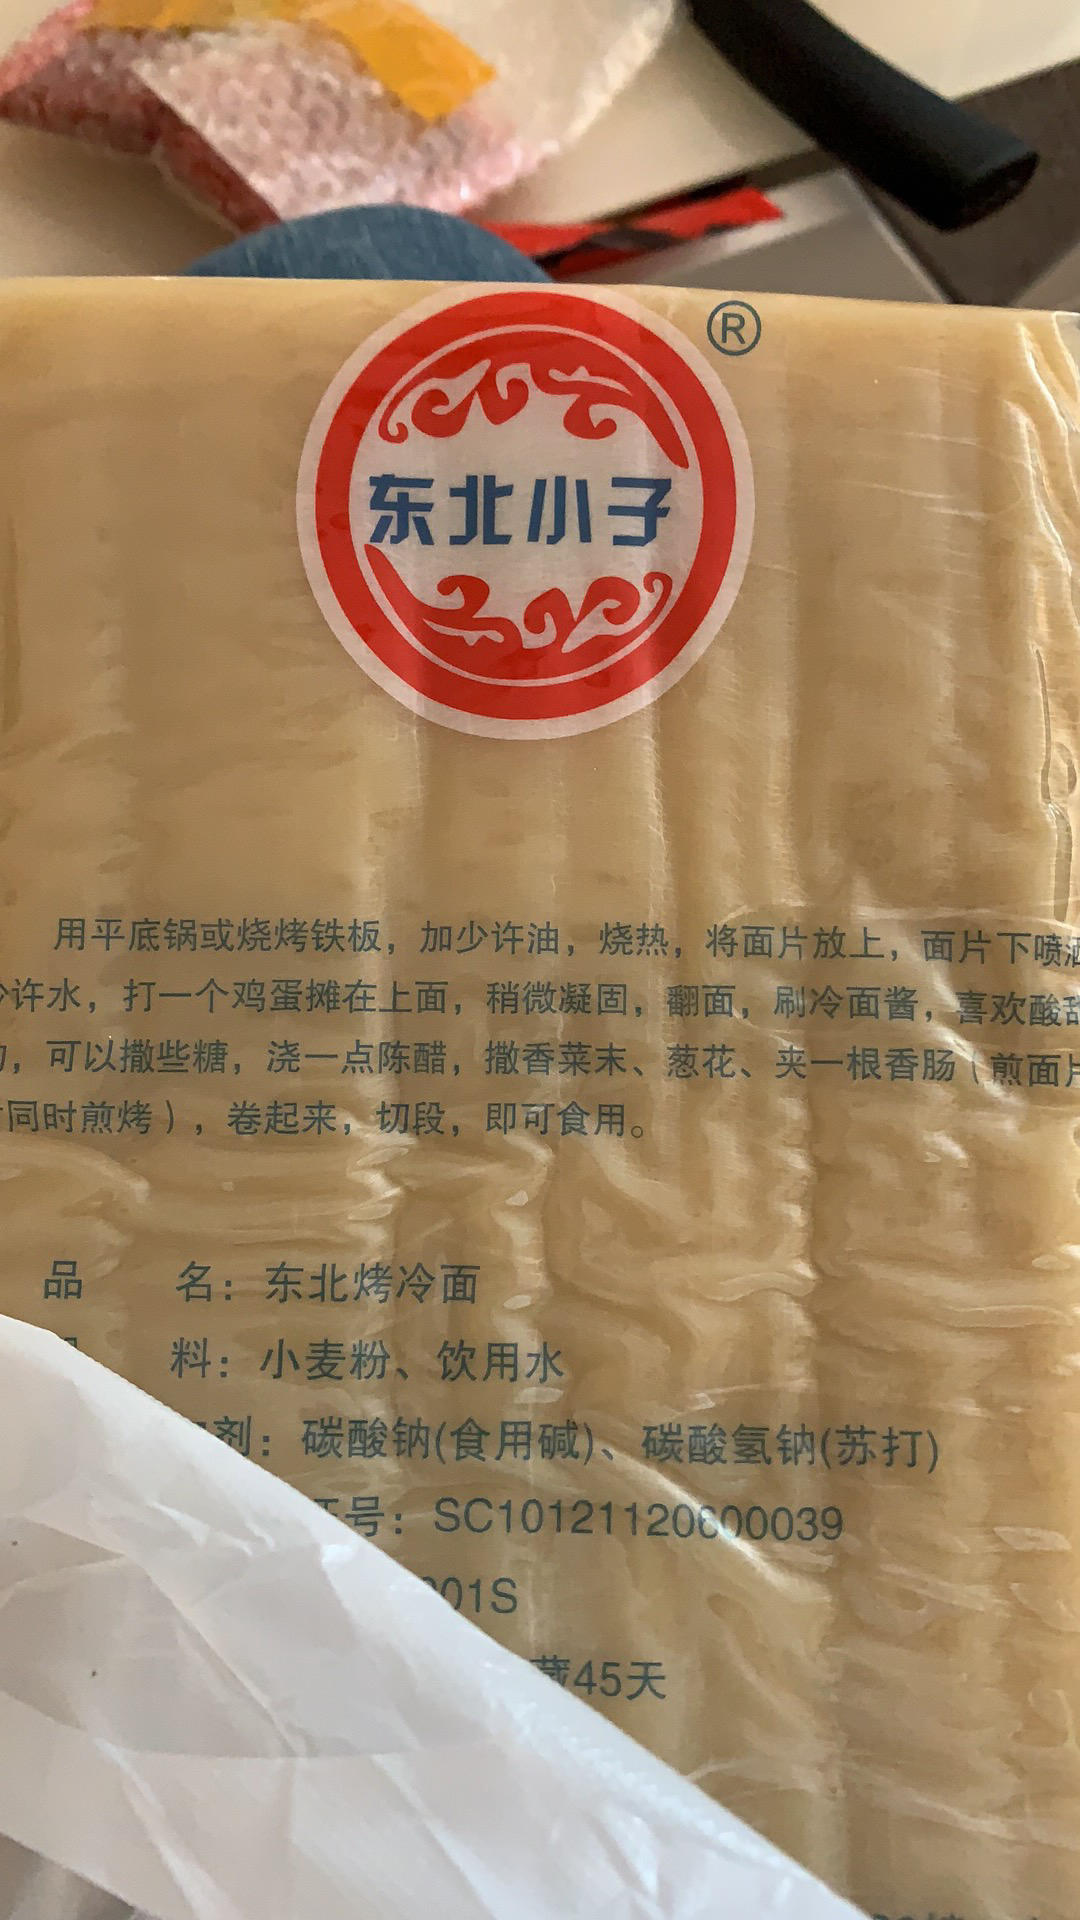 ®
东北小子
用平底锅或烧烤铁板，加少许油，烧热，将面片放上，面片下喷洒
少许水，打一个鸡蛋摊在上面，稍微凝固，翻面，刷冷面酱，喜欢酸甜
的，可以撒些糖，浇一点陈醋，撒香菜末、葱花、夹一根香肠（煎面片
同时煎烤），卷起来，切段，即可食用。
品 名：东北烤冷面
料：小麦粉、饮用水
剂：碳酸钠(食用碱)、碳酸氢钠(苏打)
证号：SC10121120600039
01S
藏45天